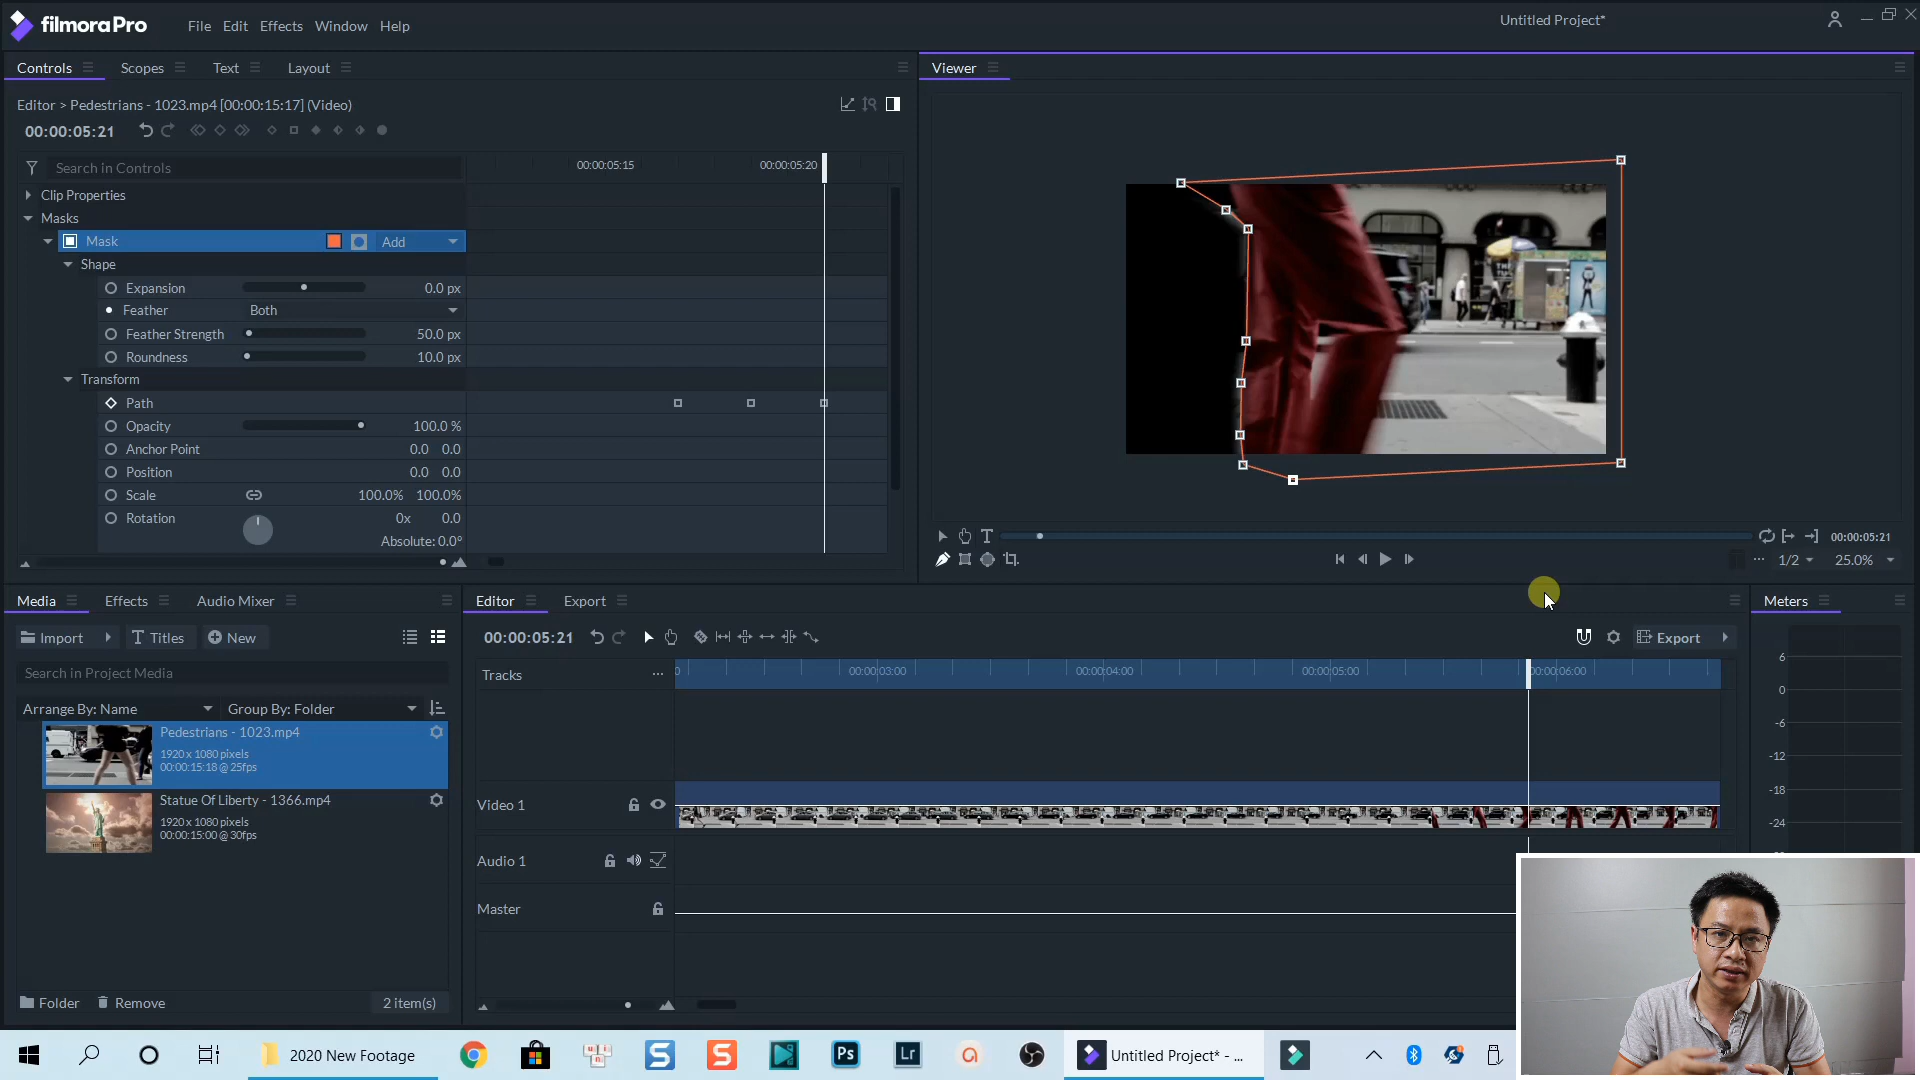 filmoraPro File Edit Effects Window Help
Untitled Project*
Controls Scopes Text Layout
Viewer
Editor > Pedestrians - 1023.mp4 [00:00:15:17] (Video)
00:00:05:21
Search in Controls
00:00:05:15 00:00:05:20
Clip Properties
Masks
Mask Add
Shape
Expansion 0.0 px
Feather Both
Feather Strength 50.0 px
Roundness 10.0 px
Transform
Path
Opacity 100.0 %
Anchor Point 0.0 0.0
Position 0.0 0.0
Scale 100.0% 100.0%
Rotation 0x 0.0
Absolute: 0.0°
00:00:05:21
1/2 25.0%
Media Effects Audio Mixer
Import Titles New
Search in Project Media
Arrange By: Name Group By: Folder
Pedestrians - 1023.mp4
1920 x 1080 pixels
00:00:15:18 @ 25fps
Statue Of Liberty - 1366.mp4
1920 x 1080 pixels
00:00:15:00 @ 30fps
Folder Remove 2 item(s)
Editor Export
00:00:05:21
Export
Tracks
00:00:03:00 00:00:04:00 00:00:05:00 00:00:06:00
Video 1
Audio 1
Master
Meters
6
0
-6
-12
-18
-24
2020 New Footage
Ps
Lr
Untitled Project* - ...